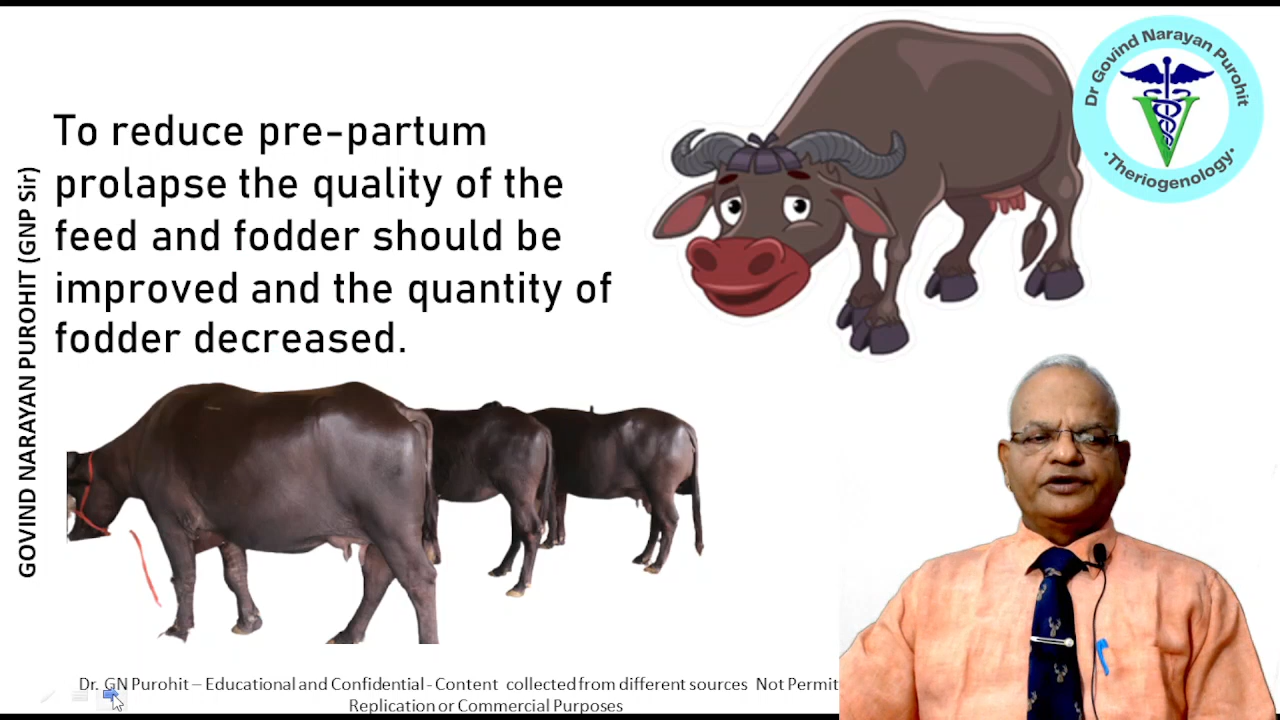 To reduce pre-partum
prolapse the quality of the
feed and fodder should be
improved and the quantity of
fodder decreased.
GOVIND NARAYAN PUROHIT (GNP Sir)
Dr Govind Narayan Purohit
•Theriogenology•
V
Dr. GN Purohit – Educational and Confidential - Content collected from different sources Not Permit
Replication or Commercial Purposes